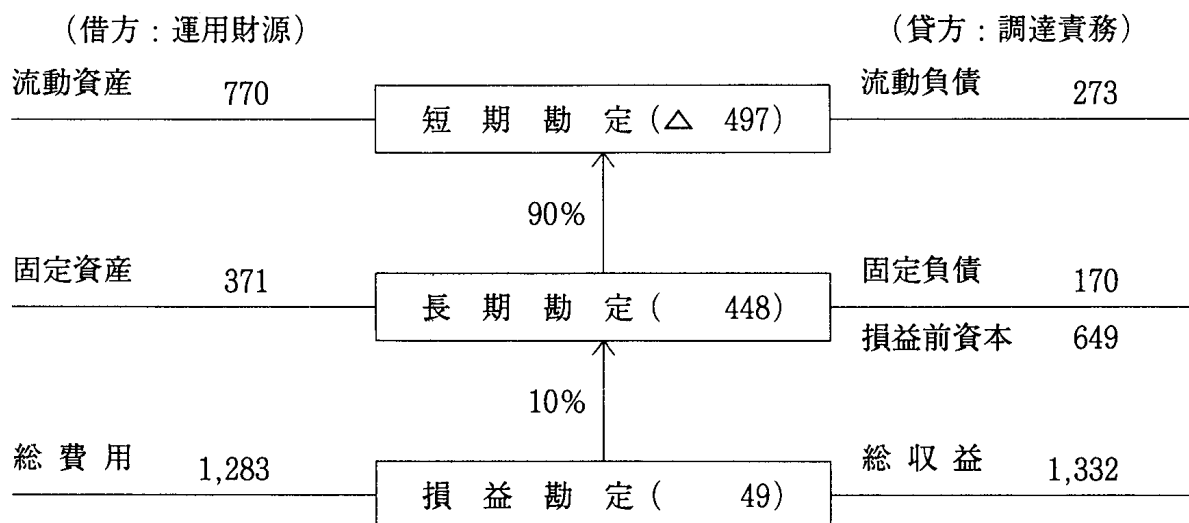 （借方：運用財源） （貸方：調達責務）
流動資産 770 短期勘定（△ 497） 流動負債 273
90%
固定資産 371 長期勘定（ 448） 固定負債 170
損益前資本 649
10%
総費用 1,283 損益勘定（ 49） 総収益 1,332